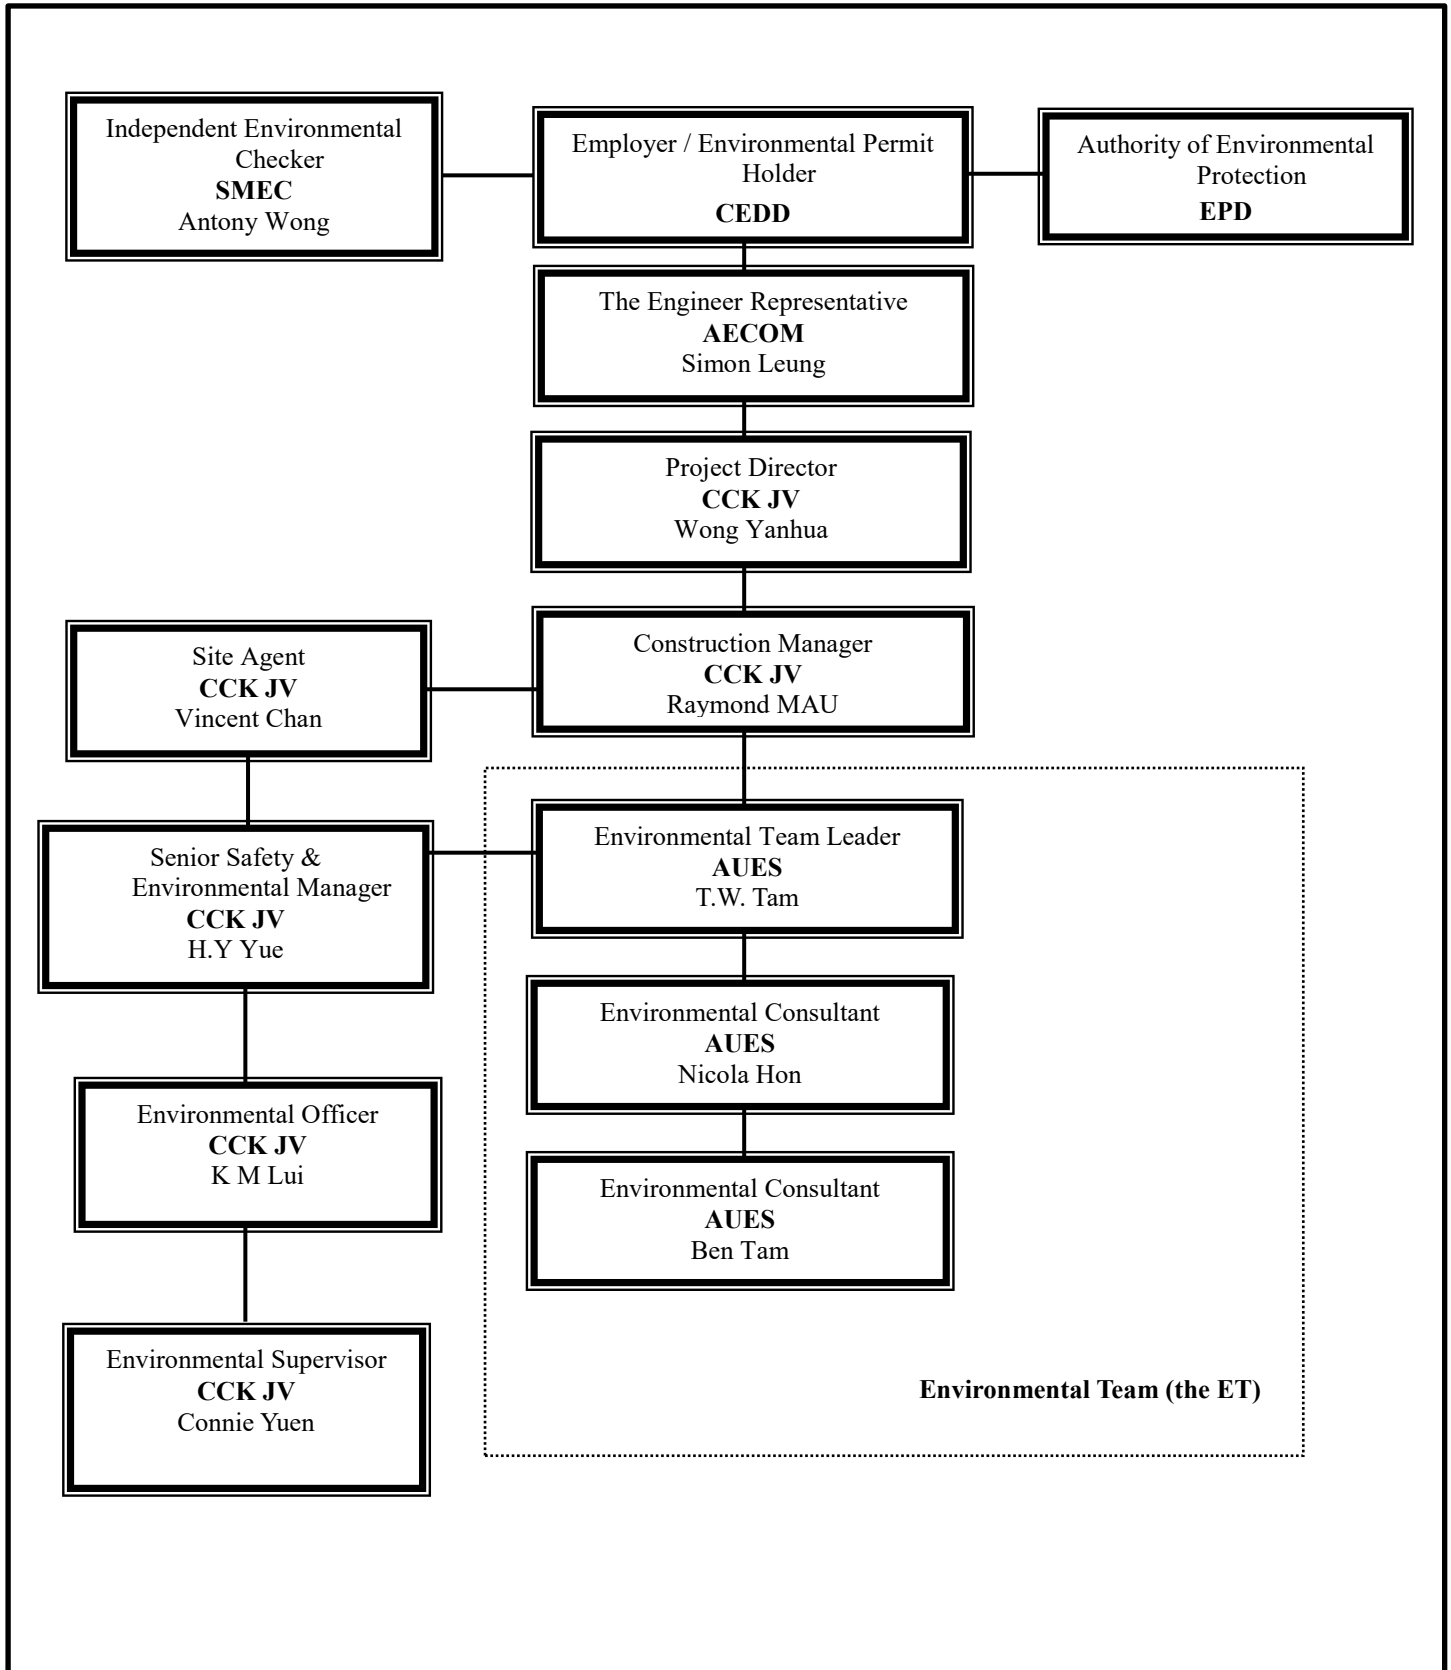 Independent Environmental
Checker
SMEC
Antony Wong
Employer / Environmental Permit
Holder
CEDD
Authority of Environmental
Protection
EPD
The Engineer Representative
AECOM
Simon Leung
Project Director
CCK JV
Wong Yanhua
Site Agent
CCK JV
Vincent Chan
Construction Manager
CCK JV
Raymond MAU
Senior Safety &
Environmental Manager
CCK JV
H.Y Yue
Environmental Team Leader
AUES
T.W. Tam
Environmental Consultant
AUES
Nicola Hon
Environmental Officer
CCK JV
K M Lui
Environmental Consultant
AUES
Ben Tam
Environmental Supervisor
CCK JV
Connie Yuen
Environmental Team (the ET)